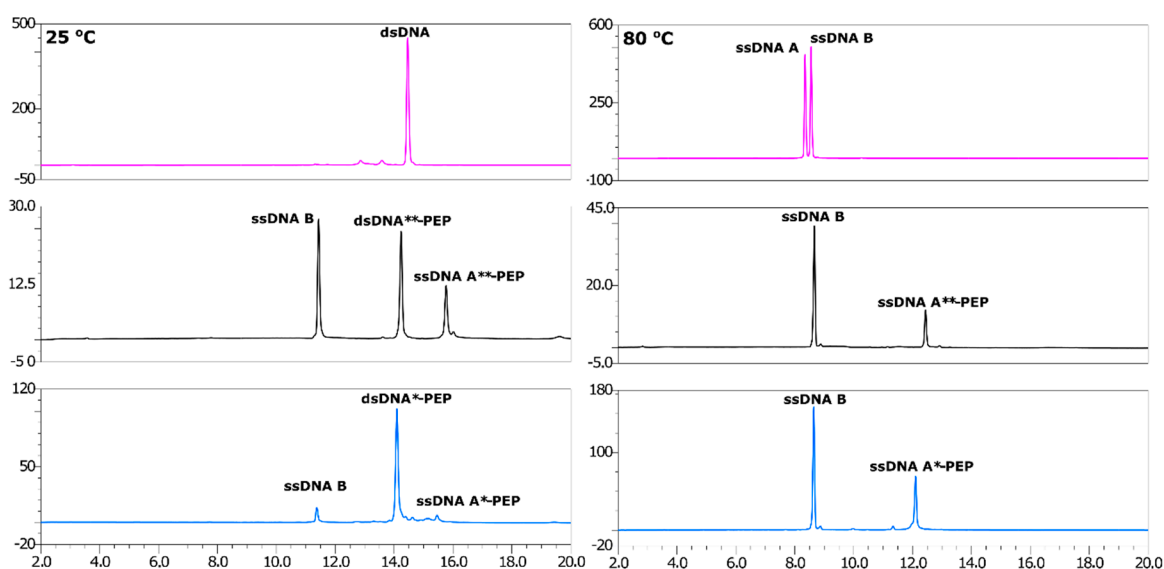 500
25 ºC
dsDNA
200
-50
600
80 ºC
ssDNA A
ssDNA B
250
-100
30.0
ssDNA B
dsDNA**-PEP
ssDNA A**-PEP
12.5
-5 0
45.0
ssDNA B
20.0
ssDNA A**-PEP
-5.0
120
dsDNA*-PEP
50
ssDNA B
ssDNA A*-PEP
-20
2.0 4.0 6.0 8.0 10.0 12.0 14.0 16.0 18.0 20.0
180
ssDNA B
100
ssDNA A*-PEP
-20
2.0 4.0 6.0 8.0 10.0 12.0 14.0 16.0 18.0 20.0